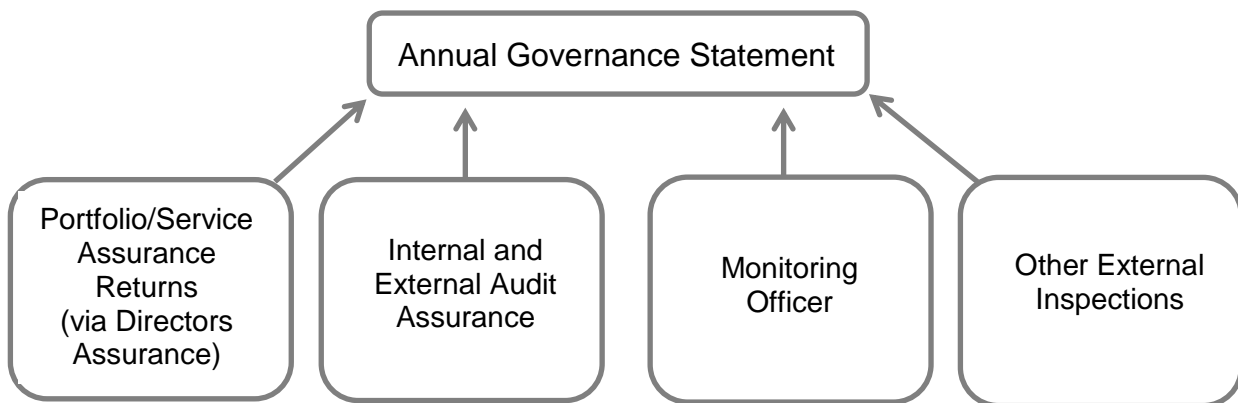 Annual Governance Statement
Portfolio/Service
Assurance
Returns
(via Directors
Assurance)
Internal and
External Audit
Assurance
Monitoring
Officer
Other External
Inspections